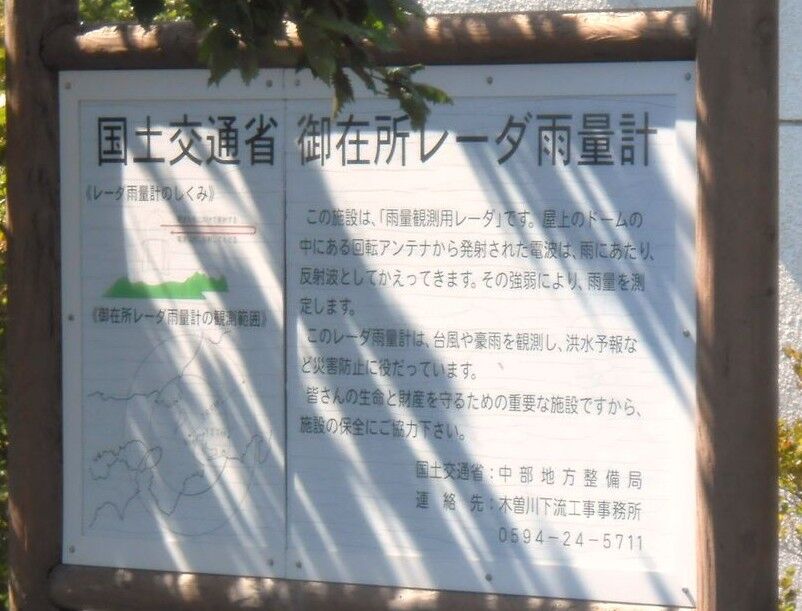 国土交通省 御在所レーダ雨量計
《レーダ雨量計のしくみ》
《御在所レーダ雨量計の観測範囲》
この施設は、「雨量観測用レーダ」です。屋上のドームの
中にある回転アンテナから発射された電波は、雨にあたり、
反射波としてかえってきます。その強弱により、雨量を測
定します。
このレーダ雨量計は、台風や豪雨を観測し、洪水予報な
ど災害防止に役だっています。
皆さんの生命と財産を守るための重要な施設ですから、
施設の保全にご協力下さい。
国土交通省:中部地方整備局
連絡先:木曽川下流工事事務所
0594-24-5711